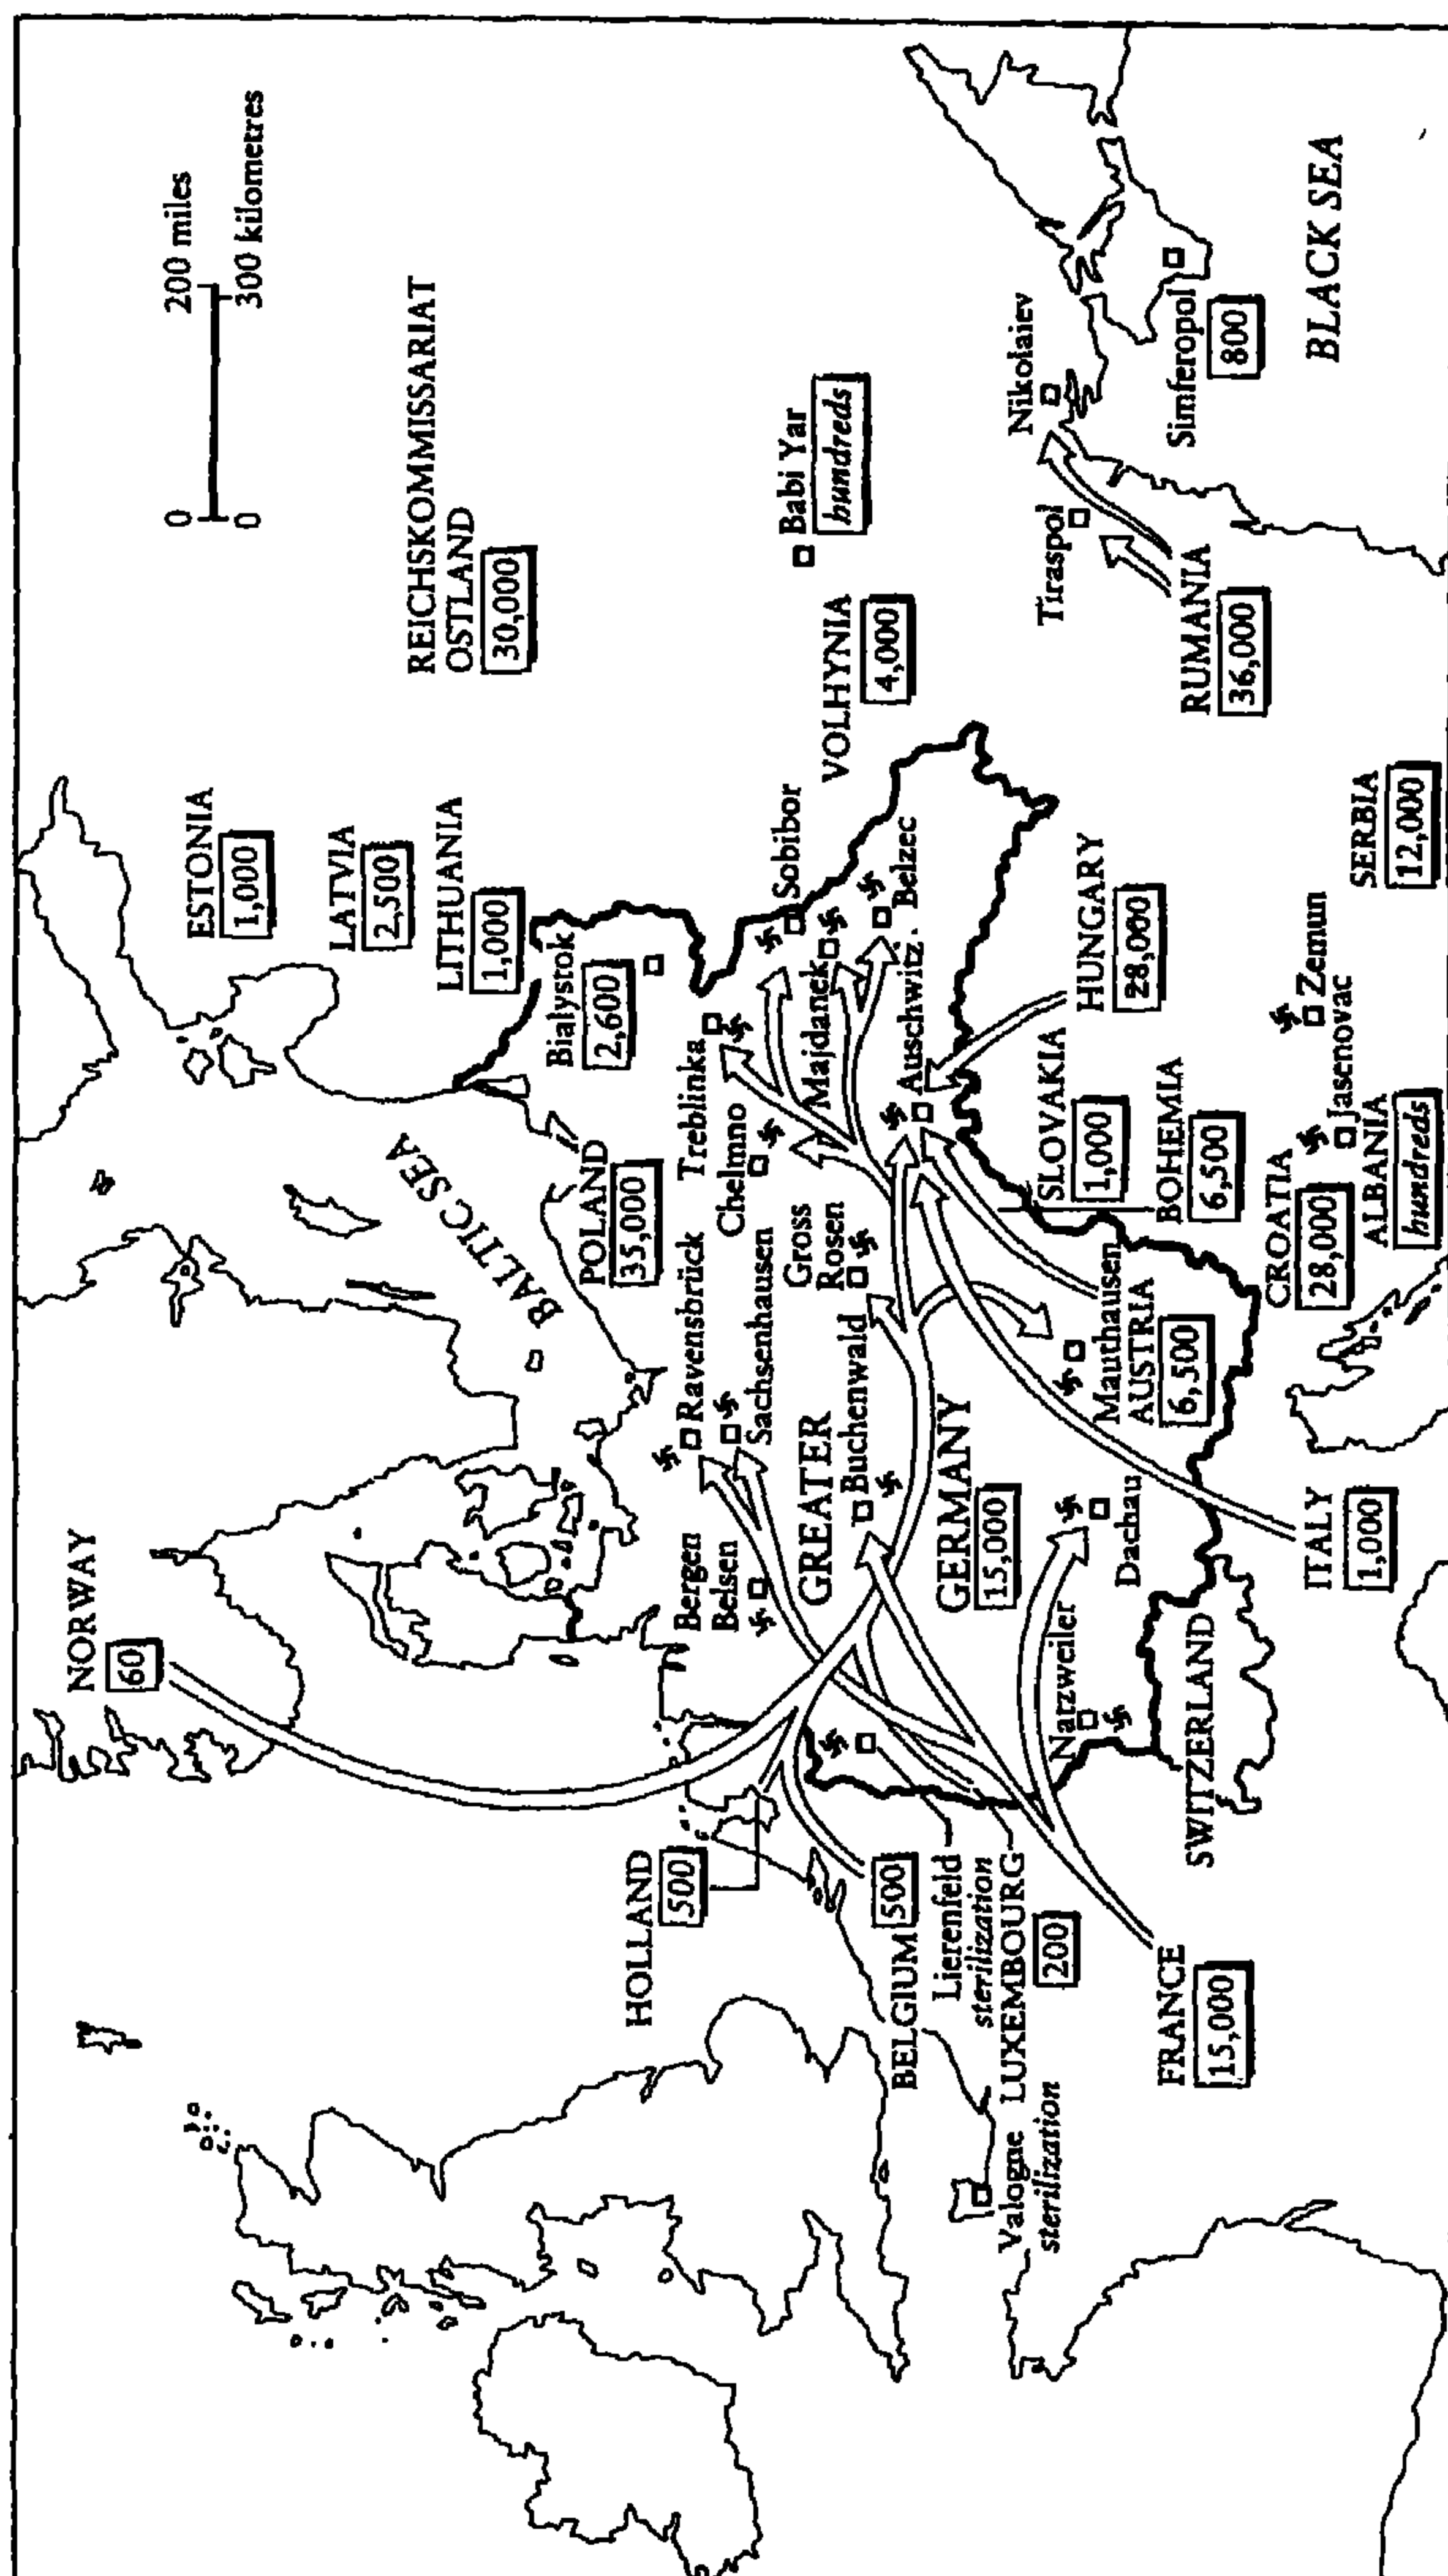 NORWAY
60
ESTONIA
1,000
LATVIA
2,500
LITHUANIA
1,000
0 200 miles
0 300 kilometres
REICHSKOMMISSARIAT
OSTLAND
30,000
BALTIC SEA
HOLLAND
500
POLAND
35,000
Bialystok
2,600
Bergen
Belsen
Ravensbrück
Sachsenhausen
Treblinka
Chelmno
Sobibor
Babi Yar
hundreds
GREATER
GERMANY
15,000
Buchenwald
Gross
Rosen
Majdanek
Belzec
VOLHYNIA
4,000
BELGIUM 500
Lierenfeld
sterilization
LUXEMBOURG
200
Valogne
sterilization
Auschwitz
Natzweiler
Dachau
Mauthausen
AUSTRIA
6,500
SLOVAKIA
1,000
BOHEMIA
6,500
HUNGARY
28,000
Tiraspol
Nikolaiev
RUMANIA
36,000
Simferopol
800
BLACK SEA
FRANCE
15,000
SWITZERLAND
ITALY
1,000
CROATIA
28,000
ALBANIA
hundreds
Jasenovac
Zemun
SERBIA
12,000